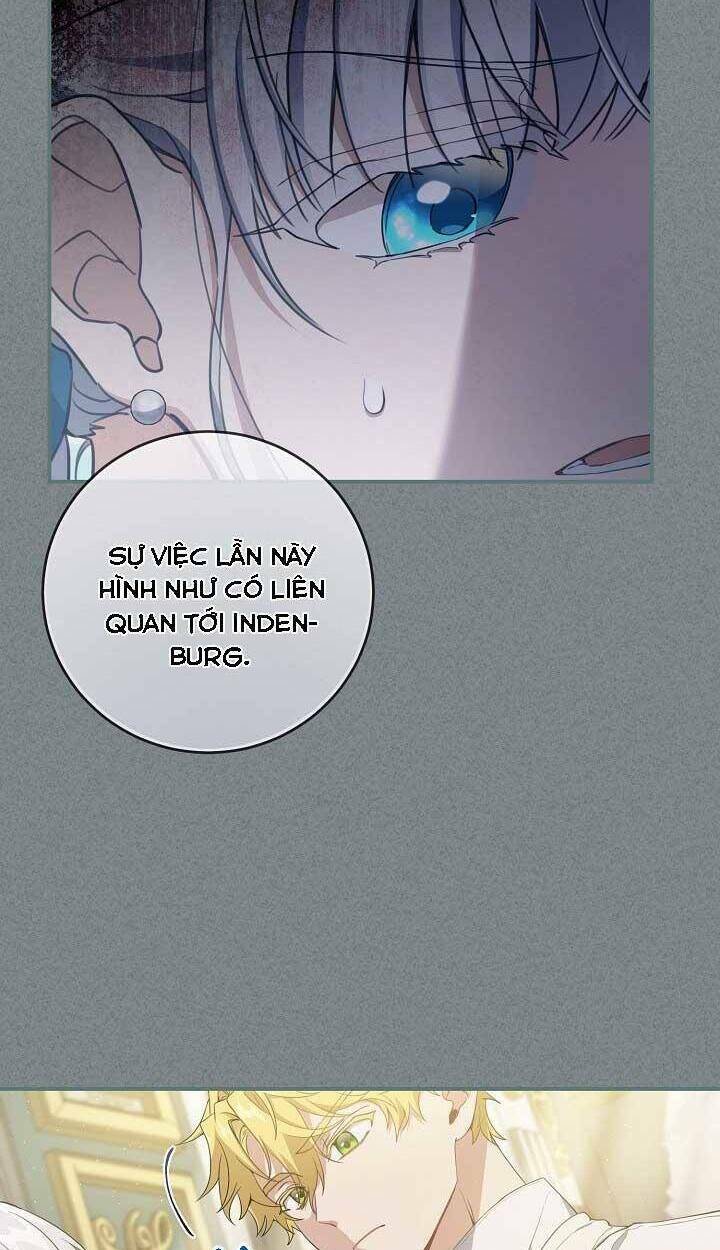 SỰ VIỆC LẦN NÀY
HÌNH NHƯ CÓ LIÊN
QUAN TỚI INDEN-
BURG.